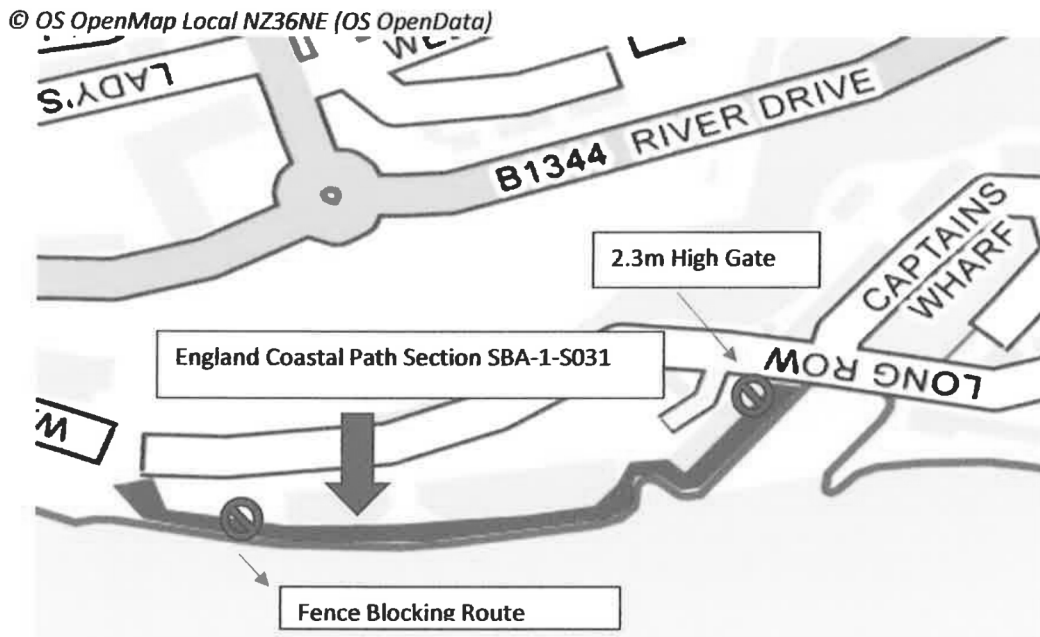 © OS OpenMap Local NZ36NE (OS OpenData)
LADY'S
B1344 RIVER DRIVE
CAPTAINS
WHARF
2.3m High Gate
England Coastal Path Section SBA-1-S031
LONG ROW
W
Fence Blocking Route